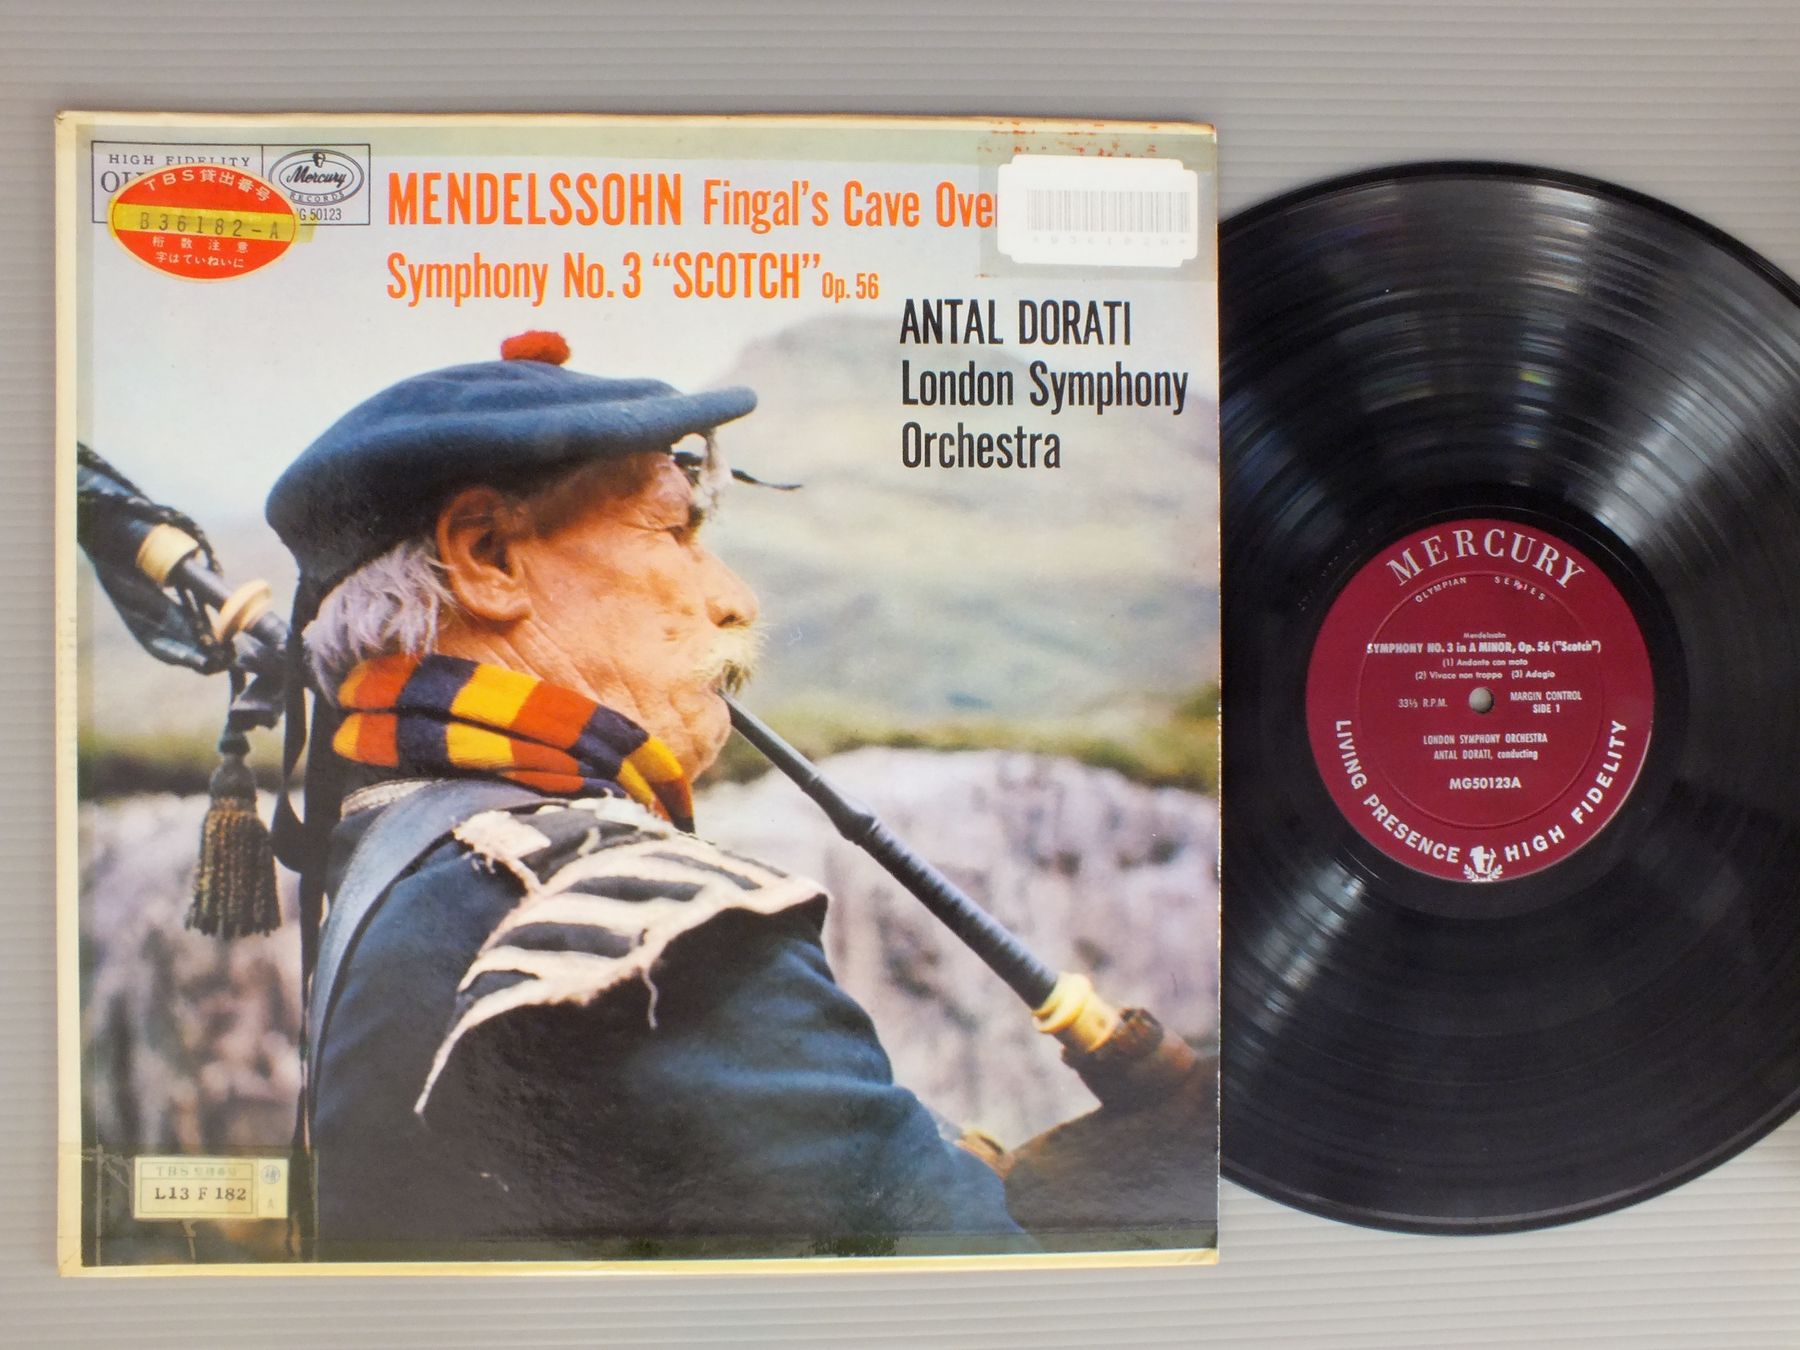 HIGH FIDELITY
Mercury
RECORDS
50123
TBS貸出番号
B36182-A
桁数注意
字はていねいに
MENDELSSOHN Fingal's Cave
Symphony No. 3 “SCOTCH” Op. 56
ANTAL DORATI
London Symphony
Orchestra
TBS
L13 F 182
A
MERCURY
OLYMPIAN SERIES
Mendelssohn
SYMPHONY NO. 3 in A MINOR, Op. 56 ("Scotch")
(1) Andante con moto
(2) Vivace non troppo (3) Adagio
33⅓ R.P.M.
MARGIN CONTROL
SIDE 1
LONDON SYMPHONY ORCHESTRA
ANTAL DORATI, conducting
MG50123A
LIVING PRESENCE HIGH FIDELITY